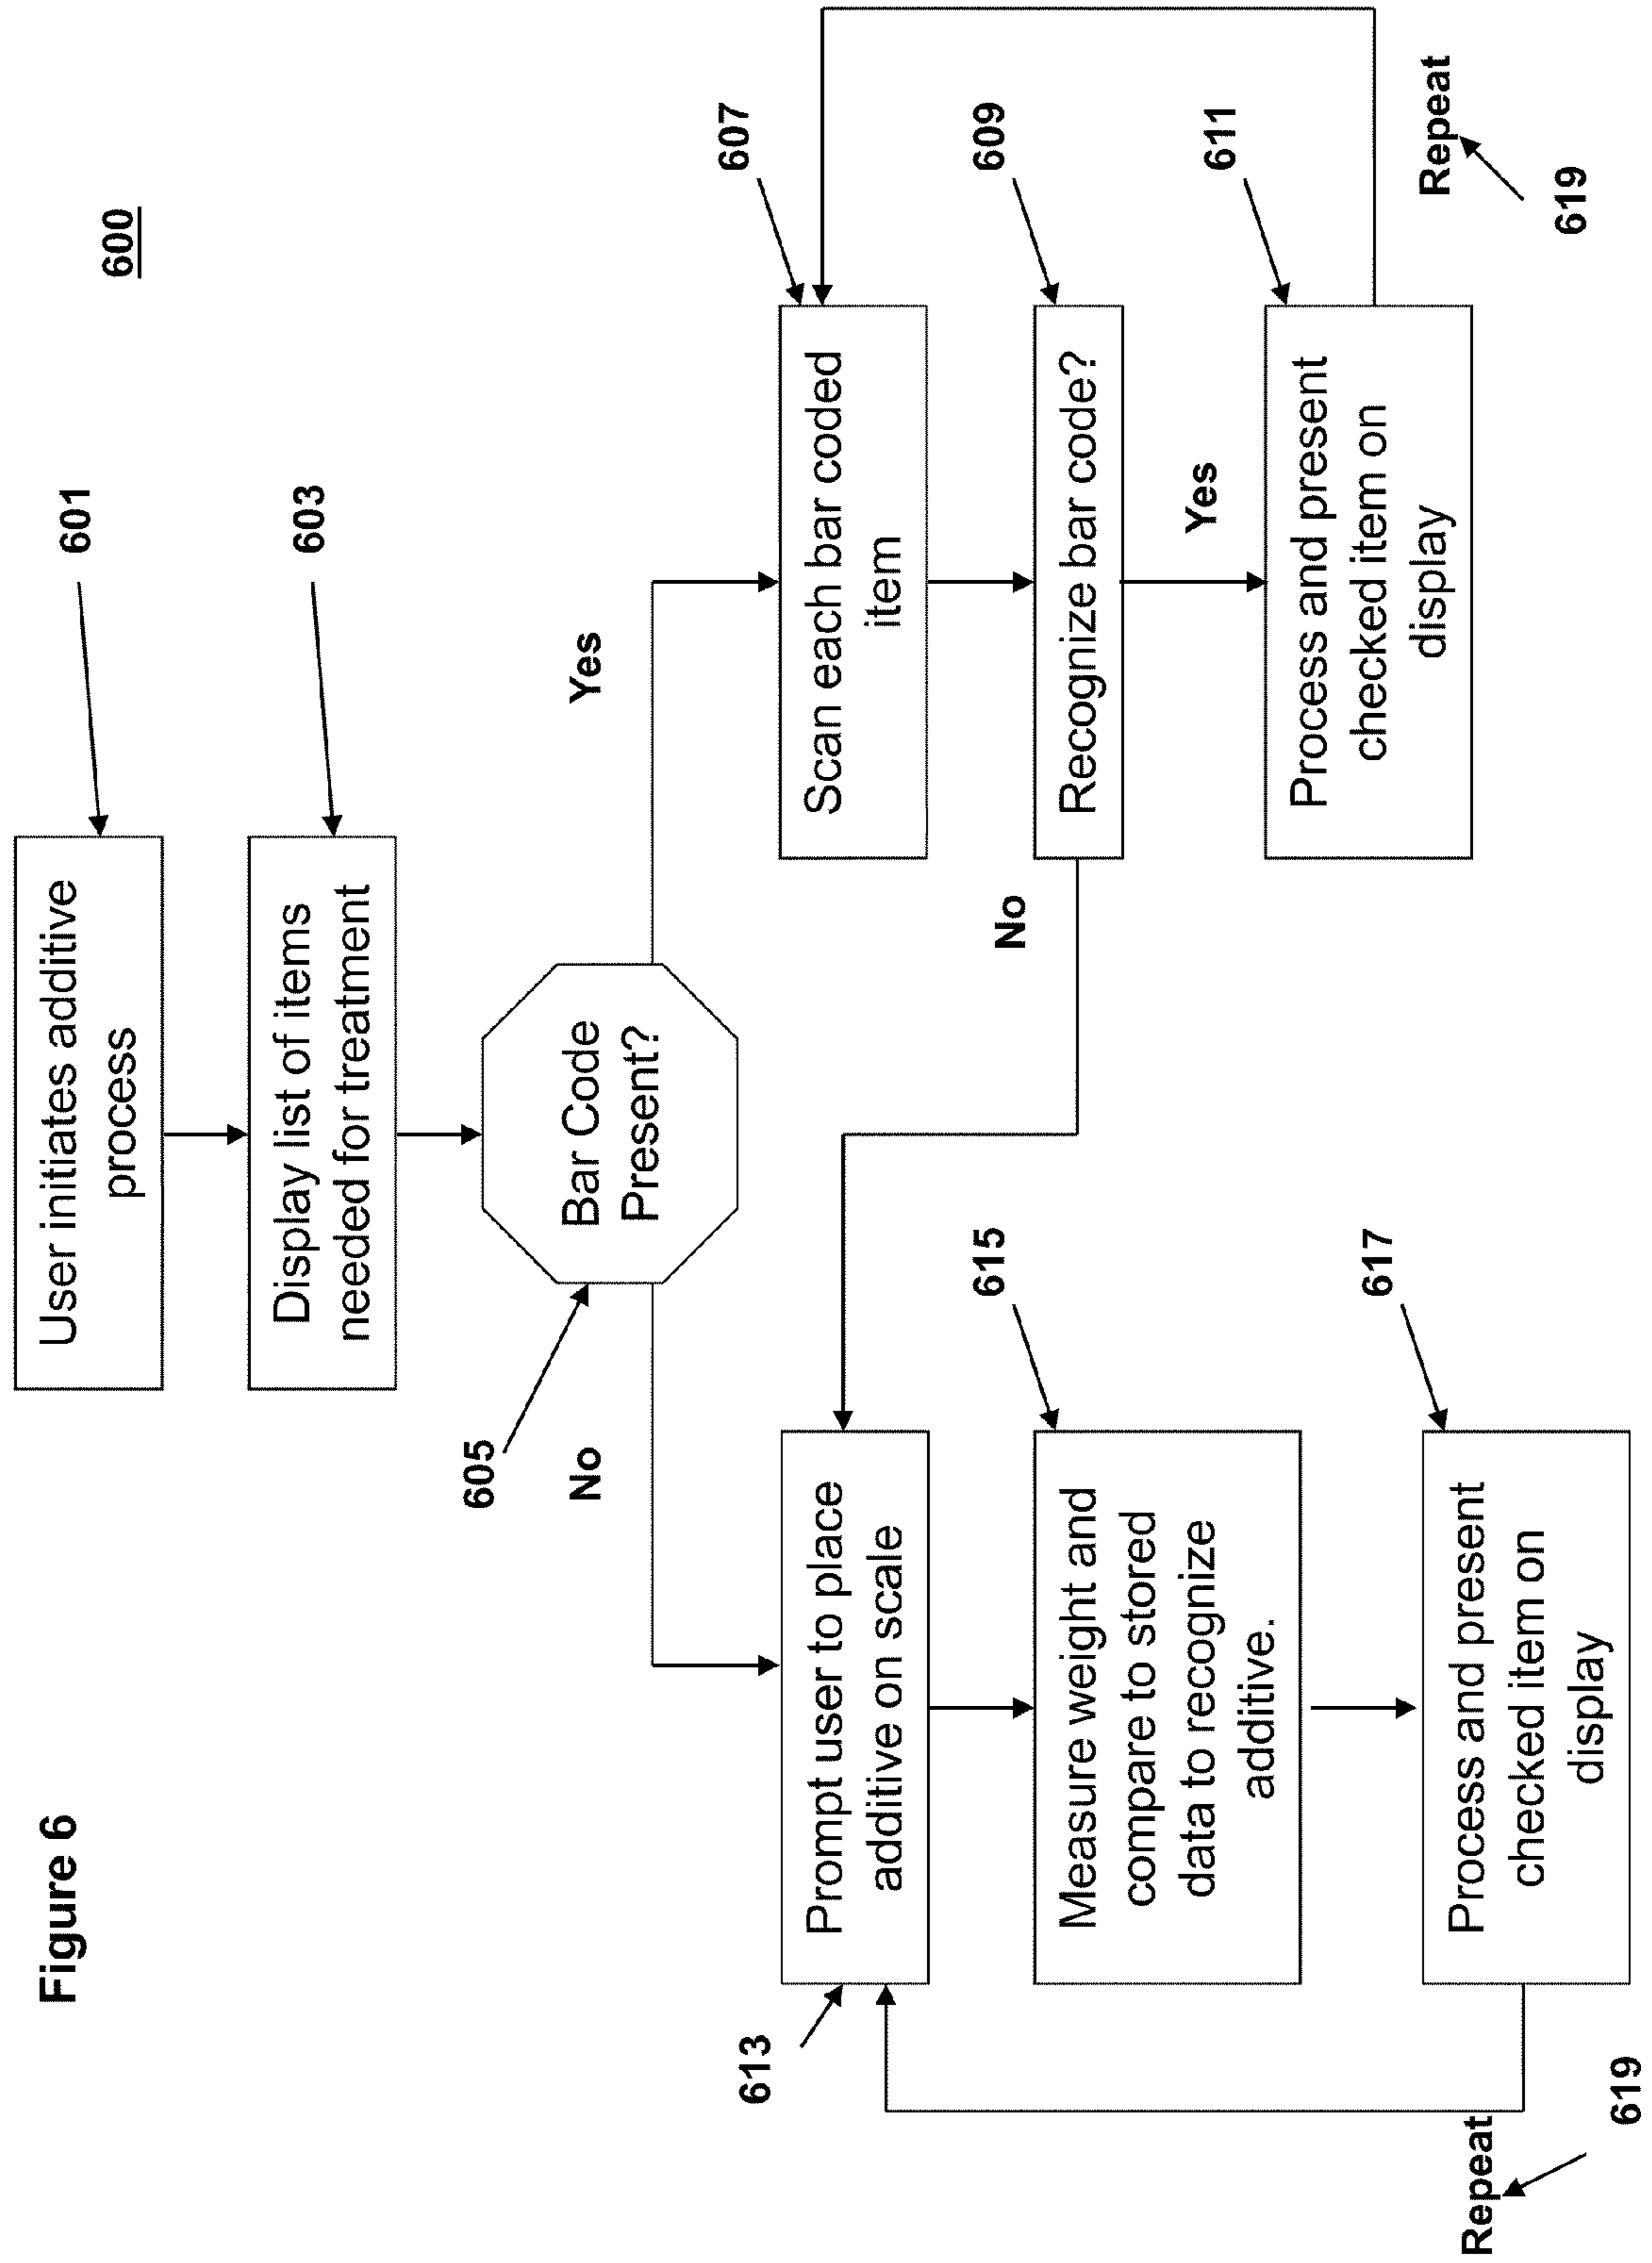 Figure 6
600
User initiates additive
process
601
Display list of items
needed for treatment
603
605
Bar Code
Present?
No
Yes
613
Prompt user to place
additive on scale
Scan each bar coded
item
607
615
Measure weight and
compare to stored
data to recognize
additive.
No
Recognize bar code?
609
Yes
617
Process and present
checked item on
display
Process and present
checked item on
display
611
Repeat
619
Repeat
619